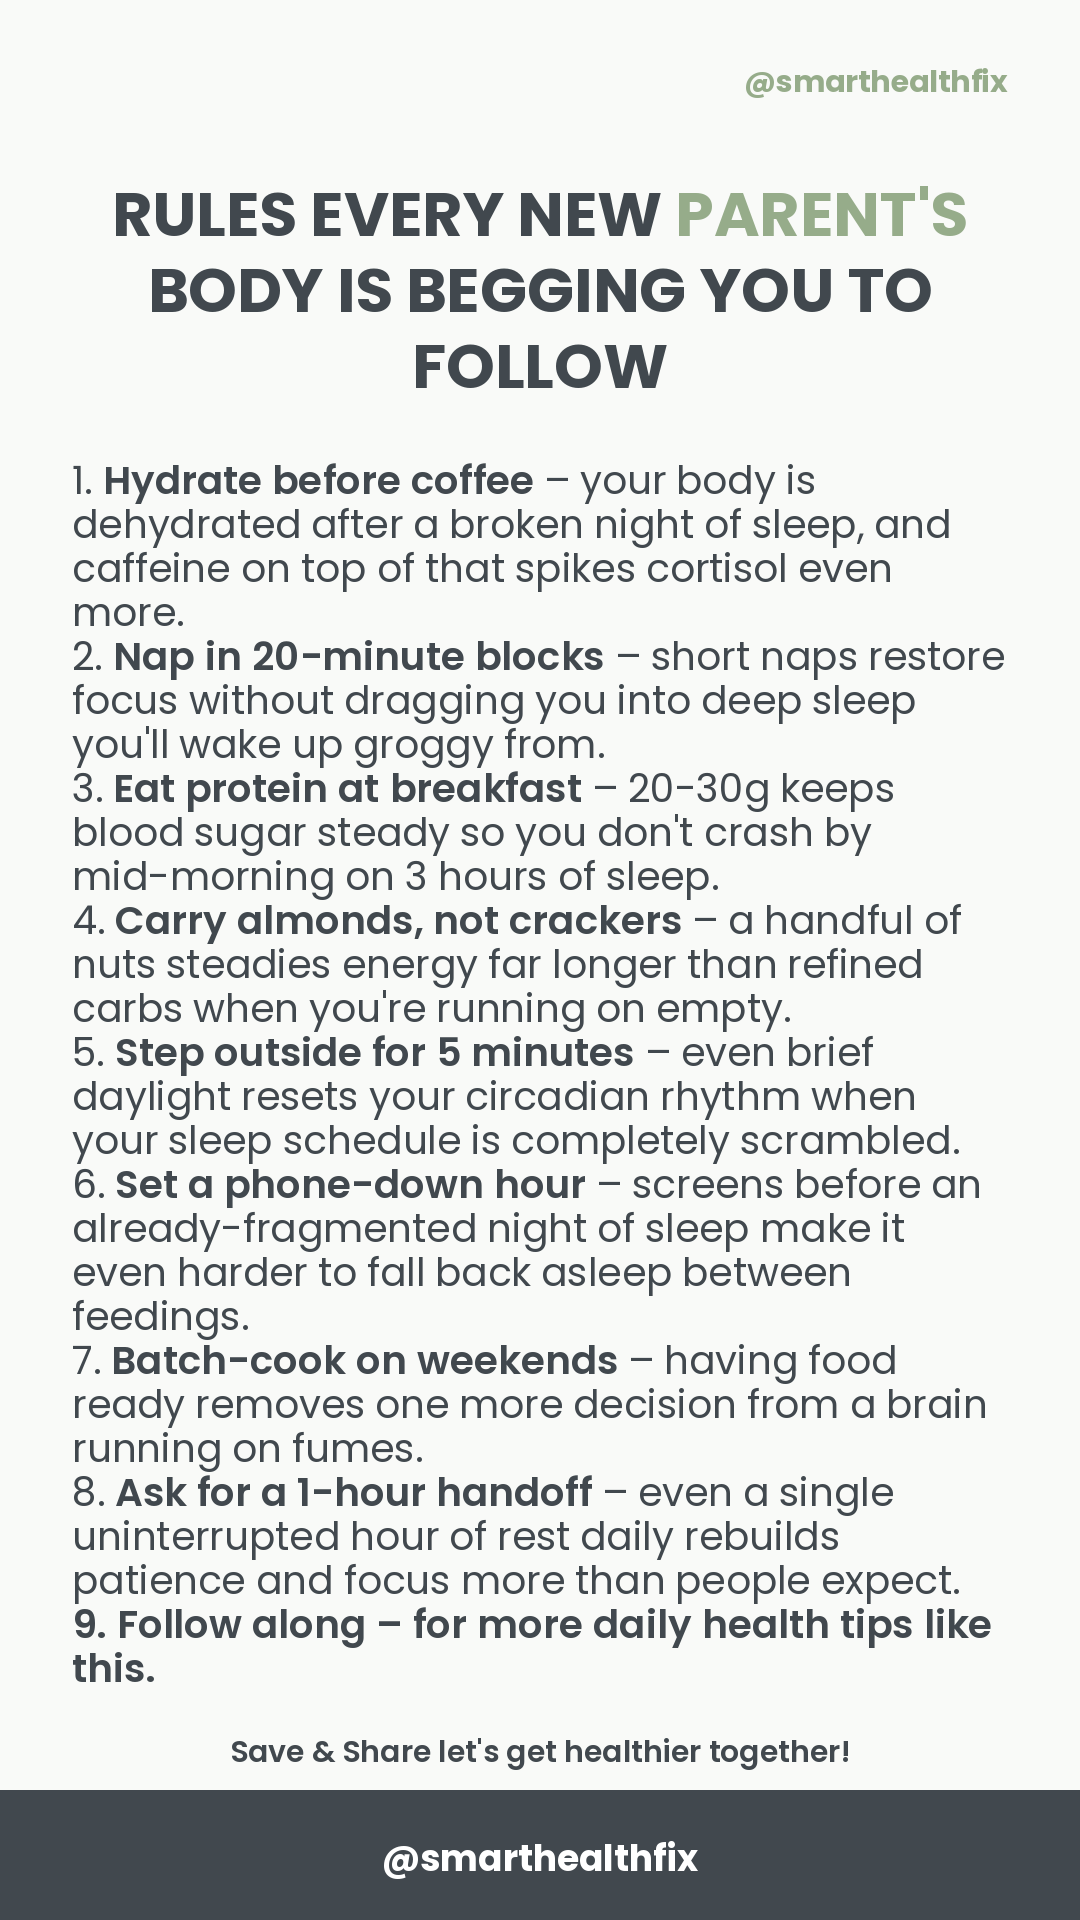 @smarthealthfix
RULES EVERY NEW PARENT'S
BODY IS BEGGING YOU TO
FOLLOW
1. Hydrate before coffee – your body is
dehydrated after a broken night of sleep, and
caffeine on top of that spikes cortisol even
more.
2. Nap in 20-minute blocks – short naps restore
focus without dragging you into deep sleep
you'll wake up groggy from.
3. Eat protein at breakfast – 20-30g keeps
blood sugar steady so you don't crash by
mid-morning on 3 hours of sleep.
4. Carry almonds, not crackers – a handful of
nuts steadies energy far longer than refined
carbs when you're running on empty.
5. Step outside for 5 minutes – even brief
daylight resets your circadian rhythm when
your sleep schedule is completely scrambled.
6. Set a phone-down hour – screens before an
already-fragmented night of sleep make it
even harder to fall back asleep between
feedings.
7. Batch-cook on weekends – having food
ready removes one more decision from a brain
running on fumes.
8. Ask for a 1-hour handoff – even a single
uninterrupted hour of rest daily rebuilds
patience and focus more than people expect.
9. Follow along – for more daily health tips like
this.
Save & Share let's get healthier together!
@smarthealthfix